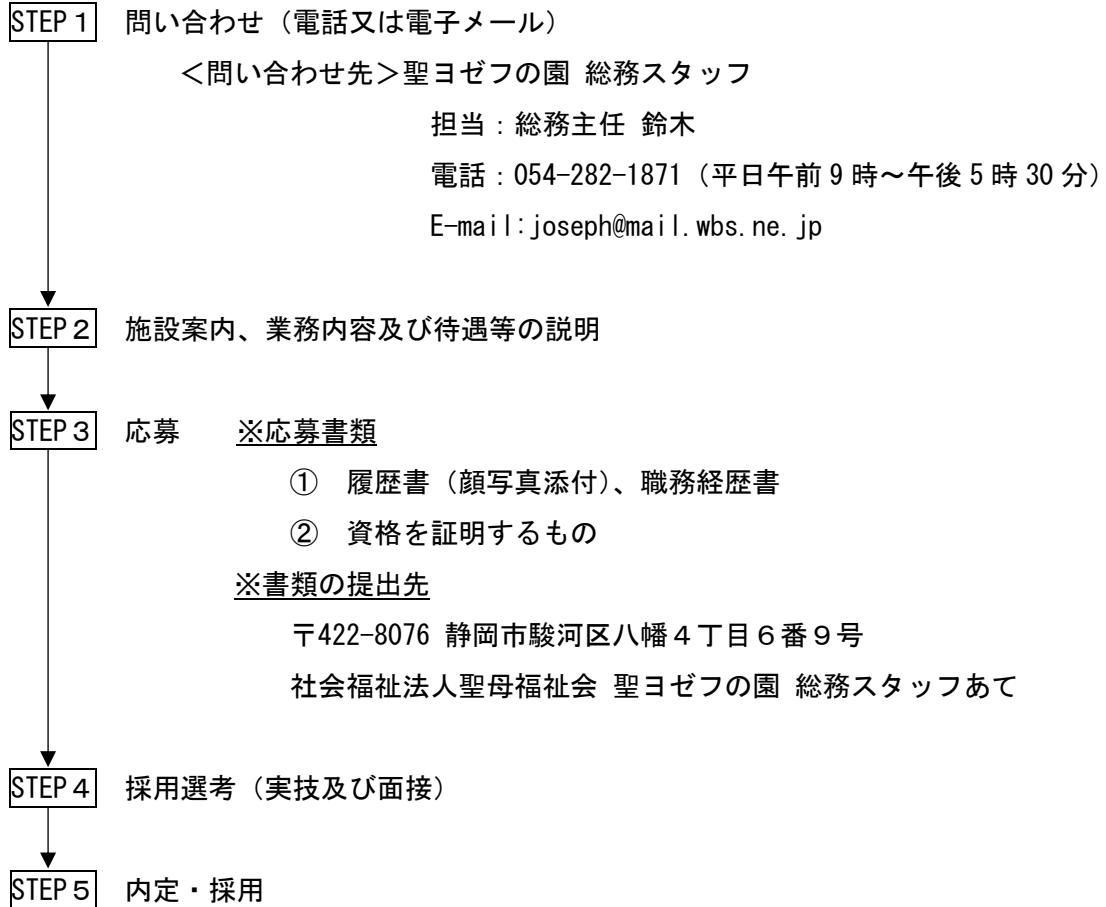 STEP１ 問い合わせ（電話又は電子メール）
＜問い合わせ先＞聖ヨゼフの園 総務スタッフ
担当：総務主任 鈴木
電話：054-282-1871（平日午前９時～午後５時30分）
E-mail:joseph@mail.wbs.ne.jp
STEP２ 施設案内、業務内容及び待遇等の説明
STEP３ 応募 ※応募書類
① 履歴書（顔写真添付）、職務経歴書
② 資格を証明するもの
※書類の提出先
〒422-8076 静岡市駿河区八幡４丁目６番９号
社会福祉法人聖母福祉会 聖ヨゼフの園 総務スタッフあて
STEP４ 採用選考（実技及び面接）
STEP５ 内定・採用